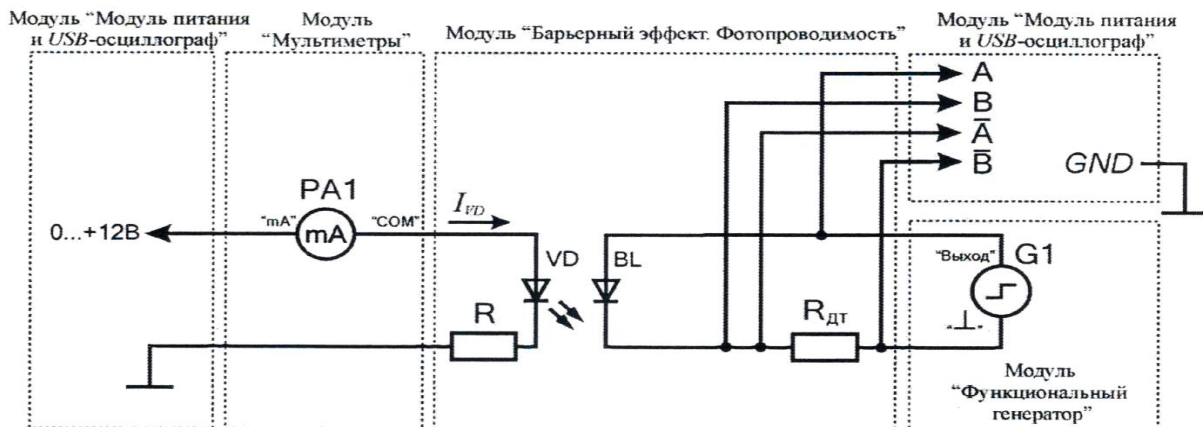 Модуль “Модуль питания
и USB-осциллограф”
Модуль
“Мультиметры”
Модуль “Барьерный эффект. Фотопроводимость”
Модуль “Модуль питания
и USB-осциллограф”
A
B
A̅
B̅
GND
PA1
I_VD
0...+12В
“mA”
mA
“COM”
VD
BL
“Выход”
G1
R
R_ДТ
“⊥”
Модуль
“Функциональный
генератор”